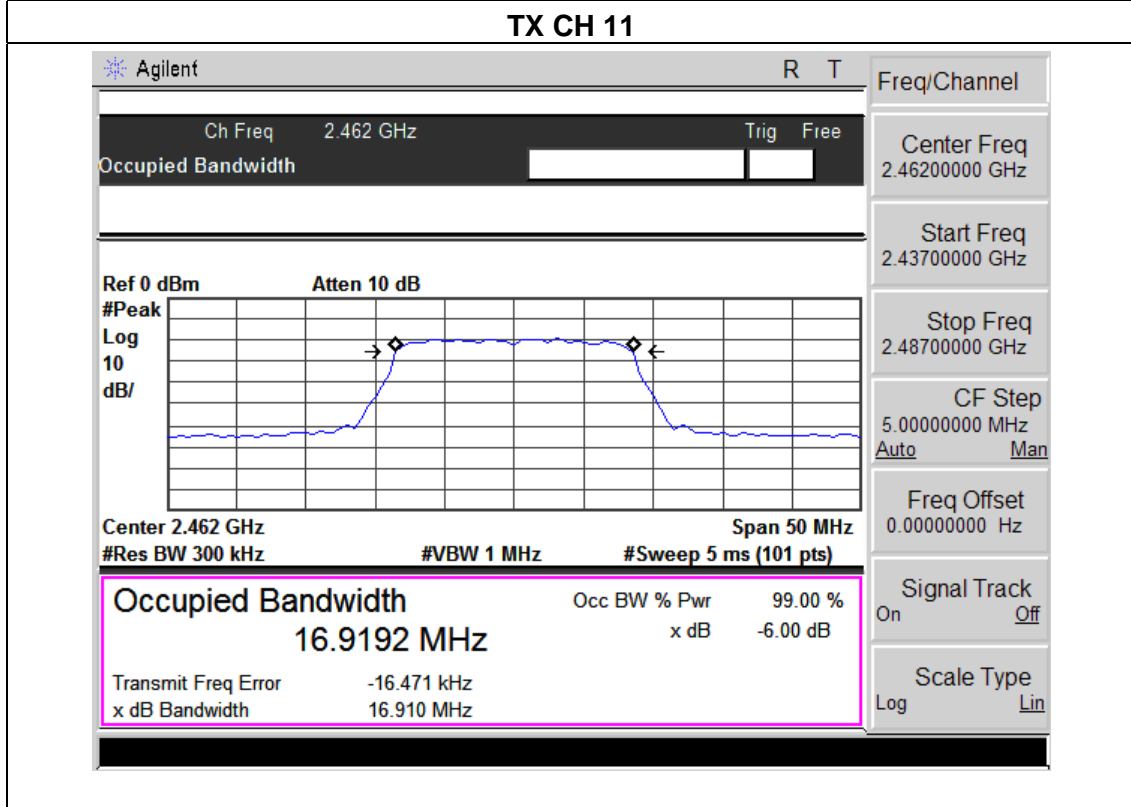 TX CH 11
Agilent R T
Freq/Channel
Ch Freq 2.462 GHz Trig Free
Occupied Bandwidth
Center Freq
2.46200000 GHz
Start Freq
2.43700000 GHz
Ref 0 dBm Atten 10 dB
#Peak
Log
10
dB/
Stop Freq
2.48700000 GHz
CF Step
5.00000000 MHz
Auto Man
Freq Offset
0.00000000 Hz
Center 2.462 GHz Span 50 MHz
#Res BW 300 kHz #VBW 1 MHz #Sweep 5 ms (101 pts)
Occupied Bandwidth Occ BW % Pwr 99.00 %
16.9192 MHz x dB -6.00 dB
Transmit Freq Error -16.471 kHz
x dB Bandwidth 16.910 MHz
Signal Track
On Off
Scale Type
Log Lin